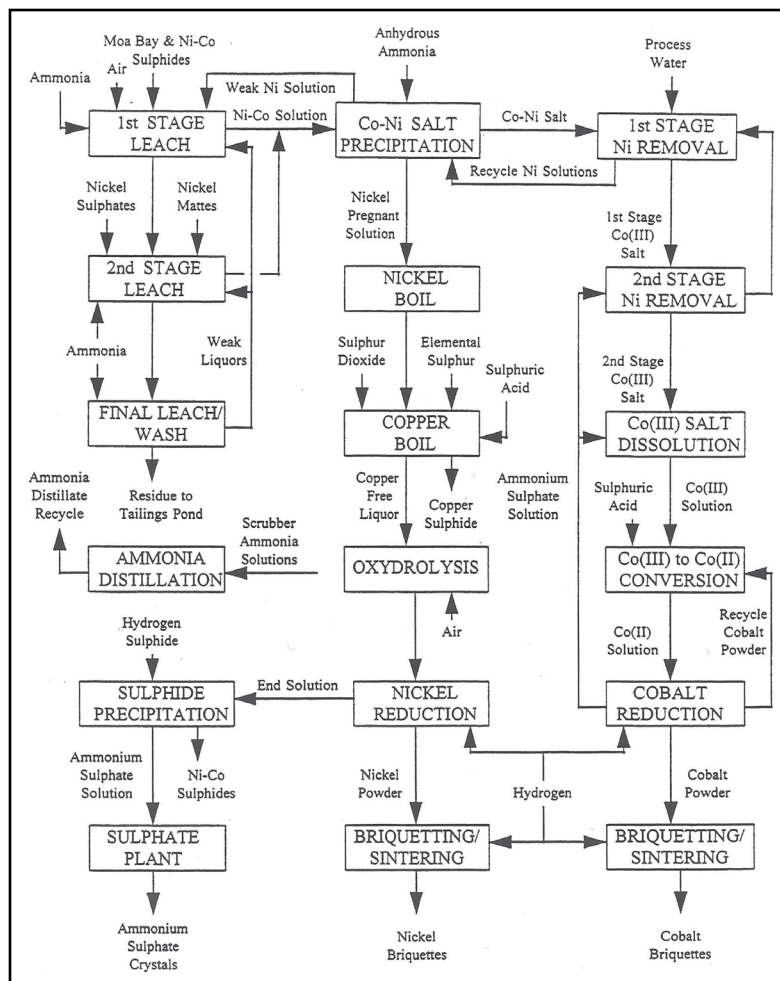 Moa Bay & Ni-Co
Sulphides
Air
Ammonia
Anhydrous
Ammonia
Process
Water
Weak Ni Solution
1st STAGE
LEACH
Ni-Co Solution
Co-Ni SALT
PRECIPITATION
Co-Ni Salt
1st STAGE
Ni REMOVAL
Recycle Ni Solutions
Nickel
Sulphates
Nickel
Mattes
Nickel
Pregnant
Solution
1st Stage
Co(III)
Salt
2nd STAGE
LEACH
NICKEL
BOIL
2nd STAGE
Ni REMOVAL
Ammonia
Weak
Liquors
Sulphur
Dioxide
Elemental
Sulphur
Sulphuric
Acid
2nd Stage
Co(III)
Salt
FINAL LEACH/
WASH
COPPER
BOIL
Co(III) SALT
DISSOLUTION
Ammonia
Distillate
Recycle
Residue to
Tailings Pond
Copper
Free
Liquor
Copper
Sulphide
Ammonium
Sulphate
Solution
Sulphuric
Acid
Co(III)
Solution
Scrubber
Ammonia
Solutions
AMMONIA
DISTILLATION
OXYDROLYSIS
Co(III) to Co(II)
CONVERSION
Hydrogen
Sulphide
Air
Co(II)
Solution
Recycle
Cobalt
Powder
SULPHIDE
PRECIPITATION
End Solution
NICKEL
REDUCTION
COBALT
REDUCTION
Ammonium
Sulphate
Solution
Ni-Co
Sulphides
Nickel
Powder
Hydrogen
Cobalt
Powder
SULPHATE
PLANT
BRIQUETTING/
SINTERING
BRIQUETTING/
SINTERING
Ammonium
Sulphate
Crystals
Nickel
Briquettes
Cobalt
Briquettes